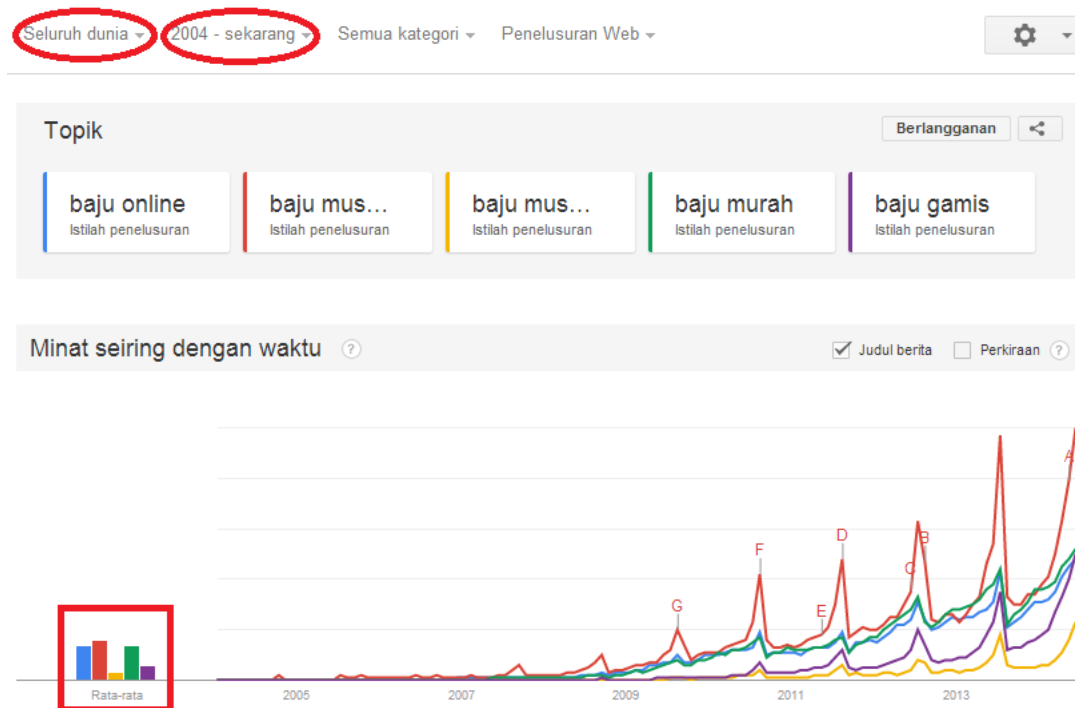 Seluruh dunia 2004 - sekarang Semua kategori Penelusuran Web
Topik
Berlangganan
baju online baju mus... baju mus... baju murah baju gamis
Istilah penelusuran Istilah penelusuran Istilah penelusuran Istilah penelusuran Istilah penelusuran
Minat seiring dengan waktu ?
Judul berita Perkiraan ?
A
D
B
F
C
G
E
Rata-rata 2005 2007 2009 2011 2013